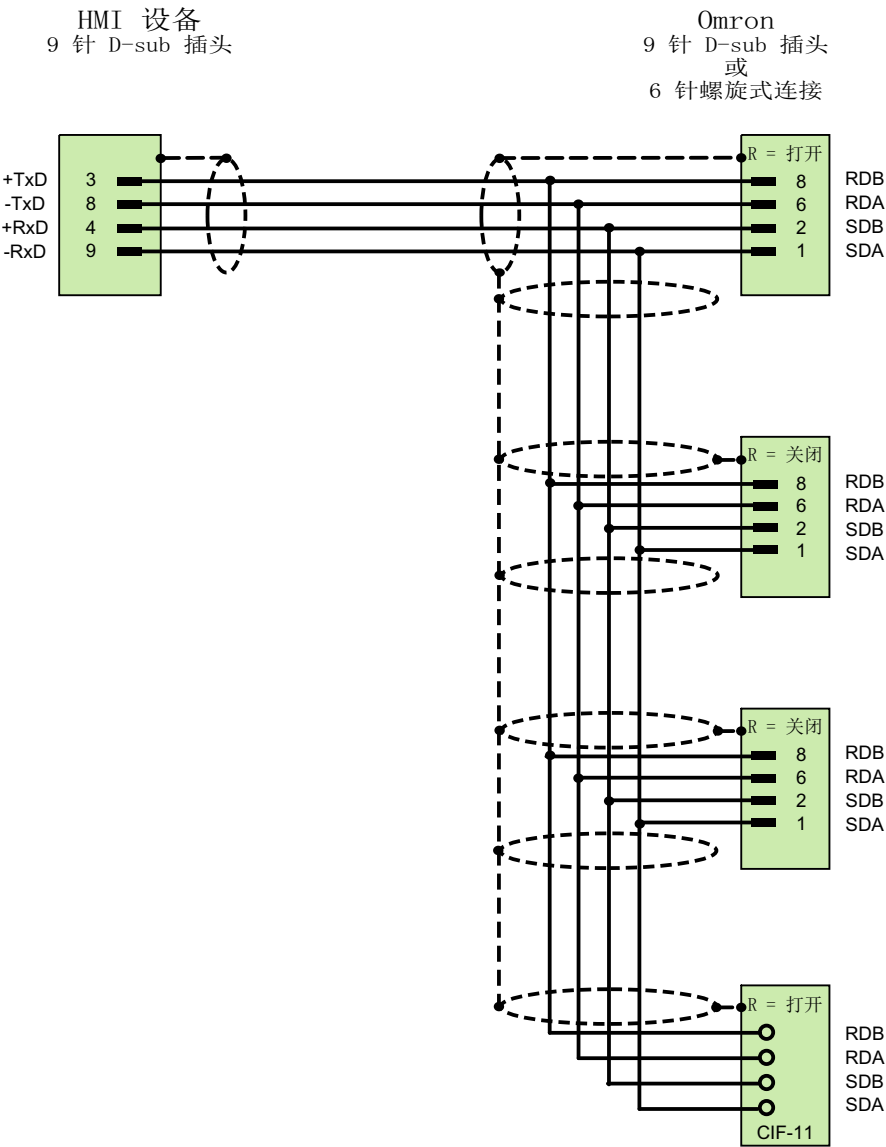 HMI 设备
9 针 D-sub 插头
Omron
9 针 D-sub 插头
或
6 针螺旋式连接
R = 打开
+TxD 3 8 RDB
-TxD 8 6 RDA
+RxD 4 2 SDB
-RxD 9 1 SDA
R = 关闭
8 RDB
6 RDA
2 SDB
1 SDA
R = 关闭
8 RDB
6 RDA
2 SDB
1 SDA
R = 打开
RDB
RDA
SDB
SDA
CIF-11